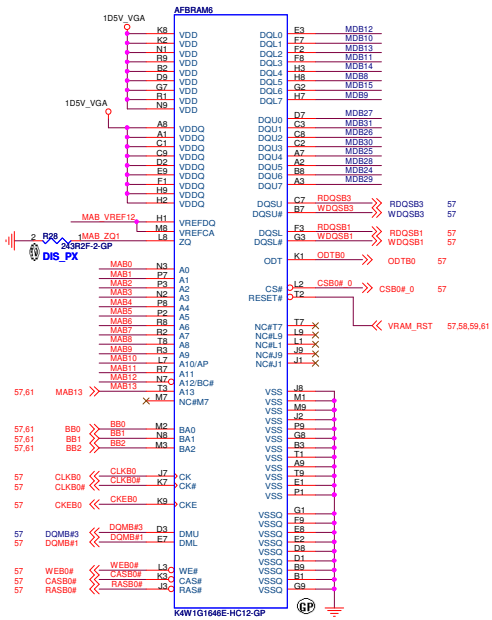 AFBRAM6
1D5V_VGA
K8 VDD
K2 VDD
N1 VDD
R9 VDD
B2 VDD
D9 VDD
G7 VDD
R1 VDD
N9 VDD
1D5V_VGA
A8 VDDQ
A1 VDDQ
C1 VDDQ
C9 VDDQ
D2 VDDQ
E9 VDDQ
F1 VDDQ
H9 VDDQ
H2 VDDQ
MAB_VREF12 H1 VREFDQ
M8 VREFCA
2 R28 1 MAB_ZQ1 L8 ZQ
243R2F-2-GP
DIS_PX
MAB0 N3 A0
MAB1 P7 A1
MAB2 P3 A2
MAB3 N2 A3
MAB4 P8 A4
MAB5 P2 A5
MAB6 R8 A6
MAB7 R2 A7
MAB8 T8 A8
MAB9 R3 A9
MAB10 L7 A10/AP
MAB11 R7 A11
MAB12 N7 A12/BC#
57,61 MAB13 MAB13 T3 A13
M7 NC#M7
57,61 BB0 BB0 M2 BA0
57,61 BB1 BB1 N8 BA1
57,61 BB2 BB2 M3 BA2
57 CLKB0 CLKB0 J7 CK
57 CLKB0# CLKB0# K7 CK#
57 CKEB0 CKEB0 K9 CKE
57 DQMB#3 DQMB#3 D3 DMU
57 DQMB#1 DQMB#1 E7 DML
57 WEB0# WEB0# L3 WE#
57 CASB0# CASB0# K3 CAS#
57 RASB0# RASB0# J3 RAS#
DQL0 E3 MDB12
DQL1 F7 MDB10
DQL2 F2 MDB13
DQL3 F8 MDB11
DQL4 H3 MDB14
DQL5 H8 MDB8
DQL6 G2 MDB15
DQL7 H7 MDB9
DQU0 D7 MDB27
DQU1 C3 MDB31
DQU2 C8 MDB26
DQU3 C2 MDB30
DQU4 A7 MDB25
DQU5 A2 MDB28
DQU6 B8 MDB24
DQU7 A3 MDB29
DQSU C7 RDQSB3 RDQSB3 57
DQSU# B7 WDQSB3 WDQSB3 57
DQSL F3 RDQSB1 RDQSB1 57
DQSL# G3 WDQSB1 WDQSB1 57
ODT K1 ODTB0 ODTB0 57
CS# L2 CSB0#_0 CSB0#_0 57
RESET# T2
VRAM_RST 57,58,59,61
NC#T7 T7
NC#L9 L9
NC#L1 L1
NC#J9 J9
NC#J1 J1
VSS J8
VSS M1
VSS M9
VSS J2
VSS P9
VSS G8
VSS B3
VSS T1
VSS A9
VSS T9
VSS E1
VSS P1
VSSQ G1
VSSQ F9
VSSQ E8
VSSQ E2
VSSQ D8
VSSQ D1
VSSQ B9
VSSQ B1
VSSQ G9
GP
K4W1G1646E-HC12-GP